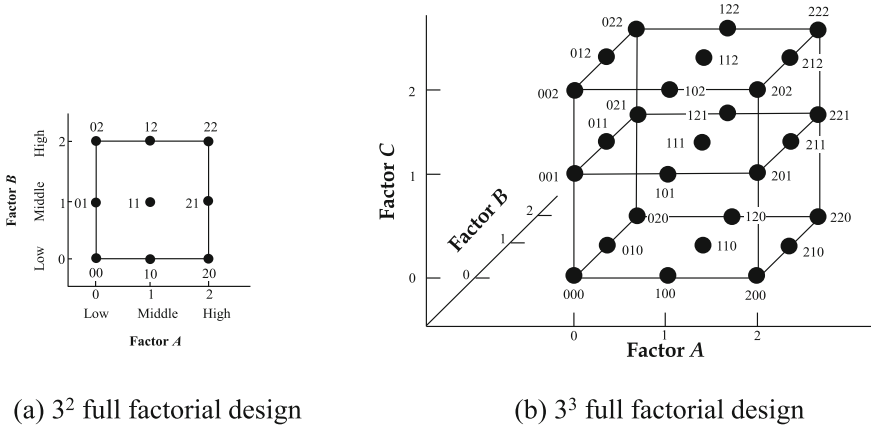 02 12 22
High
2
Factor B
Middle
1
01 11 21
Low
0
00 10 20
0 1 2
Low Middle High
Factor A
(a) 3² full factorial design
022 122 222
012 112 212
2
002 102 202
021 121 221
011 111 211
Factor C
1
001 101 201
Factor B
2
1
0
020 120 220
010 110 210
0
000 100 200
0 1 2
Factor A
(b) 3³ full factorial design